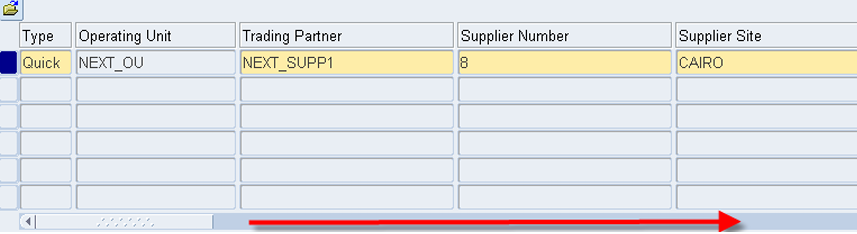 Type Operating Unit Trading Partner Supplier Number Supplier Site
Quick NEXT_OU NEXT_SUPP1 8 CAIRO